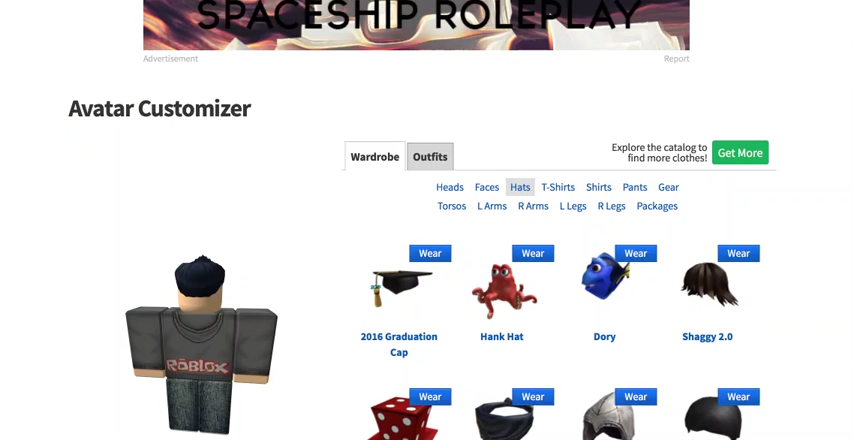 SPACESHIP ROLEPLAY
Advertisement
Report
Avatar Customizer
Wardrobe
Outfits
Explore the catalog to
find more clothes!
Get More
Heads Faces Hats T-Shirts Shirts Pants Gear
Torsos L Arms R Arms L Legs R Legs Packages
Wear
Wear
Wear
Wear
ROBLOX
2016 Graduation
Cap
Hank Hat
Dory
Shaggy 2.0
Wear
Wear
Wear
Wear